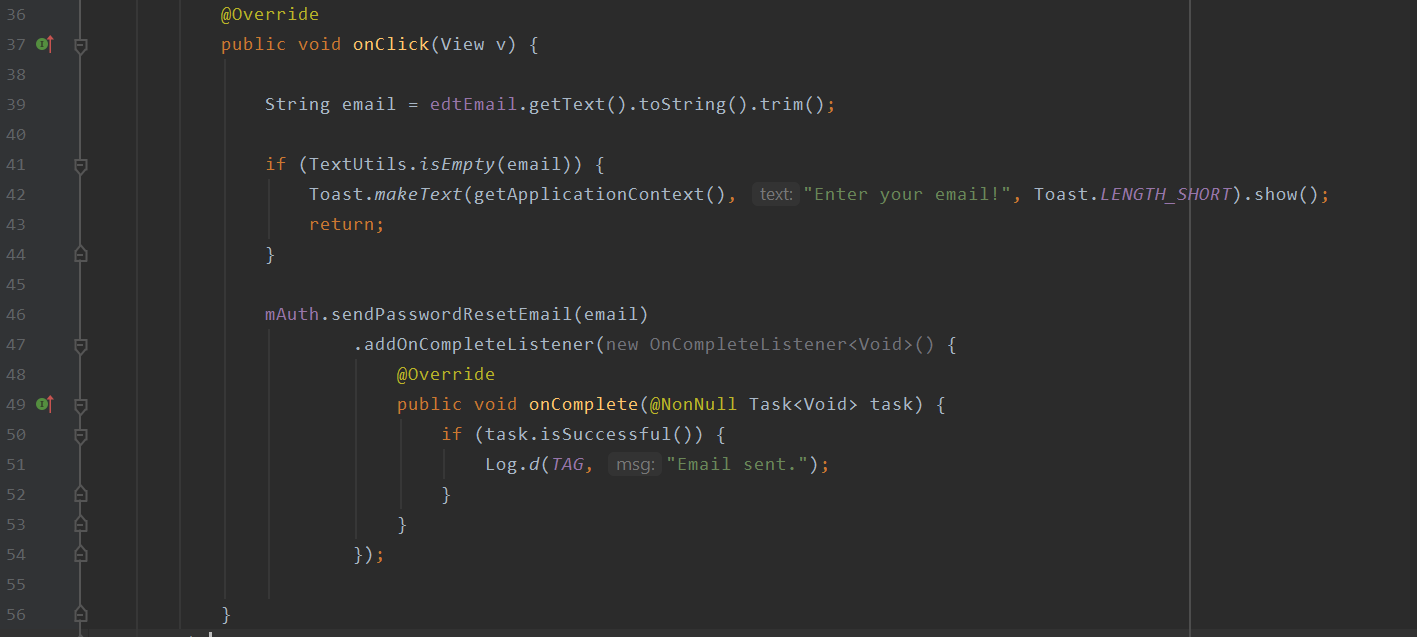 36 @Override
37 public void onClick(View v) {
38
39 String email = edtEmail.getText().toString().trim();
40
41 if (TextUtils.isEmpty(email)) {
42 Toast.makeText(getApplicationContext(), text: "Enter your email!", Toast.LENGTH_SHORT).show();
43 return;
44 }
45
46 mAuth.sendPasswordResetEmail(email)
47 .addOnCompleteListener(new OnCompleteListener<Void>() {
48 @Override
49 public void onComplete(@NonNull Task<Void> task) {
50 if (task.isSuccessful()) {
51 Log.d(TAG, msg: "Email sent.");
52 }
53 }
54 });
55
56 }